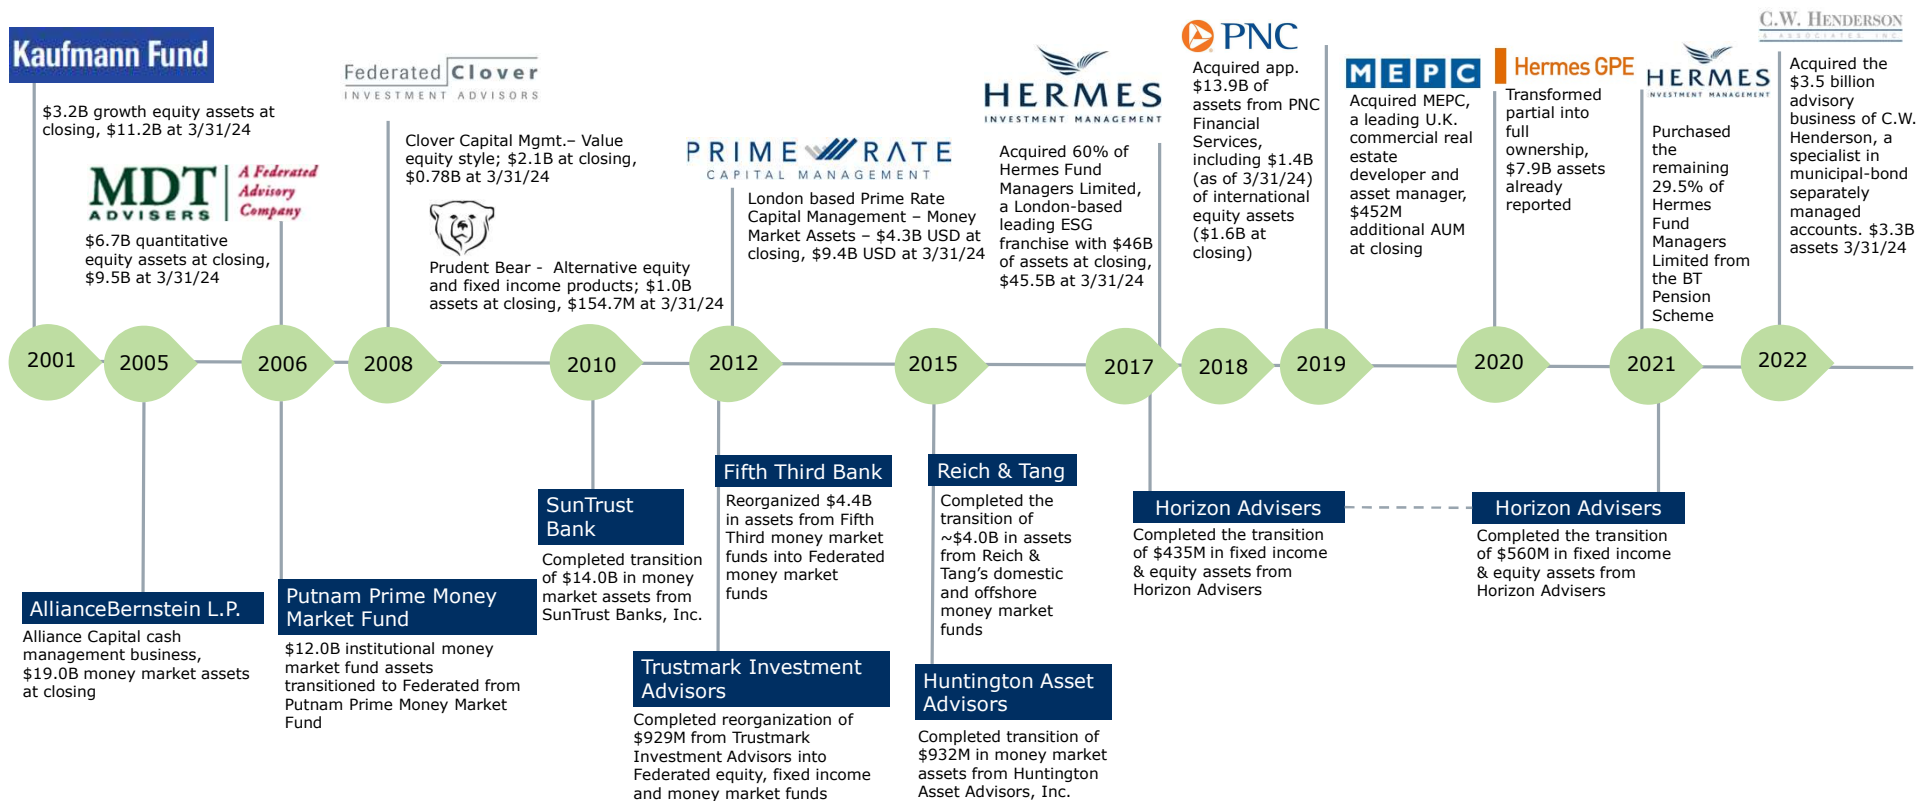 Kaufmann Fund
$3.2B growth equity assets at
closing, $11.2B at 3/31/24
MDT
ADVISERS
A Federated
Advisory
Company
$6.7B quantitative
equity assets at closing,
$9.5B at 3/31/24
Federated Clover
INVESTMENT ADVISORS
Clover Capital Mgmt.– Value
equity style; $2.1B at closing,
$0.78B at 3/31/24
Prudent Bear - Alternative equity
and fixed income products; $1.0B
assets at closing, $154.7M at 3/31/24
PRIME RATE
CAPITAL MANAGEMENT
London based Prime Rate
Capital Management – Money
Market Assets – $4.3B USD at
closing, $9.4B USD at 3/31/24
HERMES
INVESTMENT MANAGEMENT
Acquired 60% of
Hermes Fund
Managers Limited,
a London-based
leading ESG
franchise with $46B
of assets at closing,
$45.5B at 3/31/24
PNC
Acquired app.
$13.9B of
assets from PNC
Financial
Services,
including $1.4B
(as of 3/31/24)
of international
equity assets
($1.6B at
closing)
MEPC
Acquired MEPC,
a leading U.K.
commercial real
estate
developer and
asset manager,
$452M
additional AUM
at closing
Hermes GPE
Transformed
partial into
full
ownership,
$7.9B assets
already
reported
HERMES
INVESTMENT MANAGEMENT
Purchased
the
remaining
29.5% of
Hermes
Fund
Managers
Limited from
the BT
Pension
Scheme
C.W. HENDERSON
& ASSOCIATES, INC.
Acquired the
$3.5 billion
advisory
business of C.W.
Henderson, a
specialist in
municipal-bond
separately
managed
accounts. $3.3B
assets 3/31/24
2001
2005
2006
2008
2010
2012
2015
2017
2018
2019
2020
2021
2022
AllianceBernstein L.P.
Alliance Capital cash
management business,
$19.0B money market assets
at closing
Putnam Prime Money
Market Fund
$12.0B institutional money
market fund assets
transitioned to Federated from
Putnam Prime Money Market
Fund
SunTrust
Bank
Completed transition
of $14.0B in money
market assets from
SunTrust Banks, Inc.
Fifth Third Bank
Reorganized $4.4B
in assets from Fifth
Third money market
funds into Federated
money market
funds
Trustmark Investment
Advisors
Completed reorganization of
$929M from Trustmark
Investment Advisors into
Federated equity, fixed income
and money market funds
Reich & Tang
Completed the
transition of
~$4.0B in assets
from Reich &
Tang’s domestic
and offshore
money market
funds
Huntington Asset
Advisors
Completed transition of
$932M in money market
assets from Huntington
Asset Advisors, Inc.
Horizon Advisers
Completed the transition
of $435M in fixed income
& equity assets from
Horizon Advisers
Horizon Advisers
Completed the transition
of $560M in fixed income
& equity assets from
Horizon Advisers